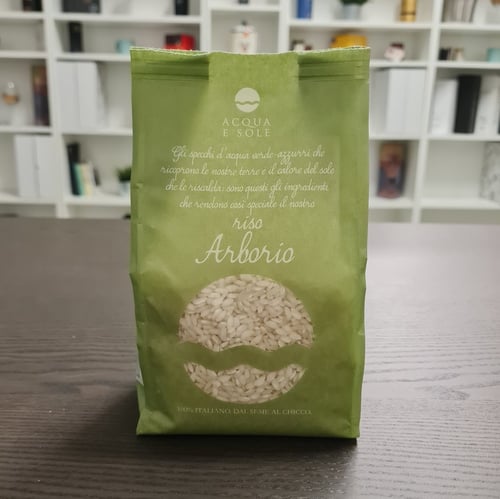 ACQUA
E SOLE
Gli specchi d'acqua verde-azzurri che
ricoprono le nostre terre e il calore del sole
che le riscalda: sono questi gli ingredienti
che rendono così speciale il nostro
riso
Arborio
100% ITALIANO. DAL SEME AL CHICCO.